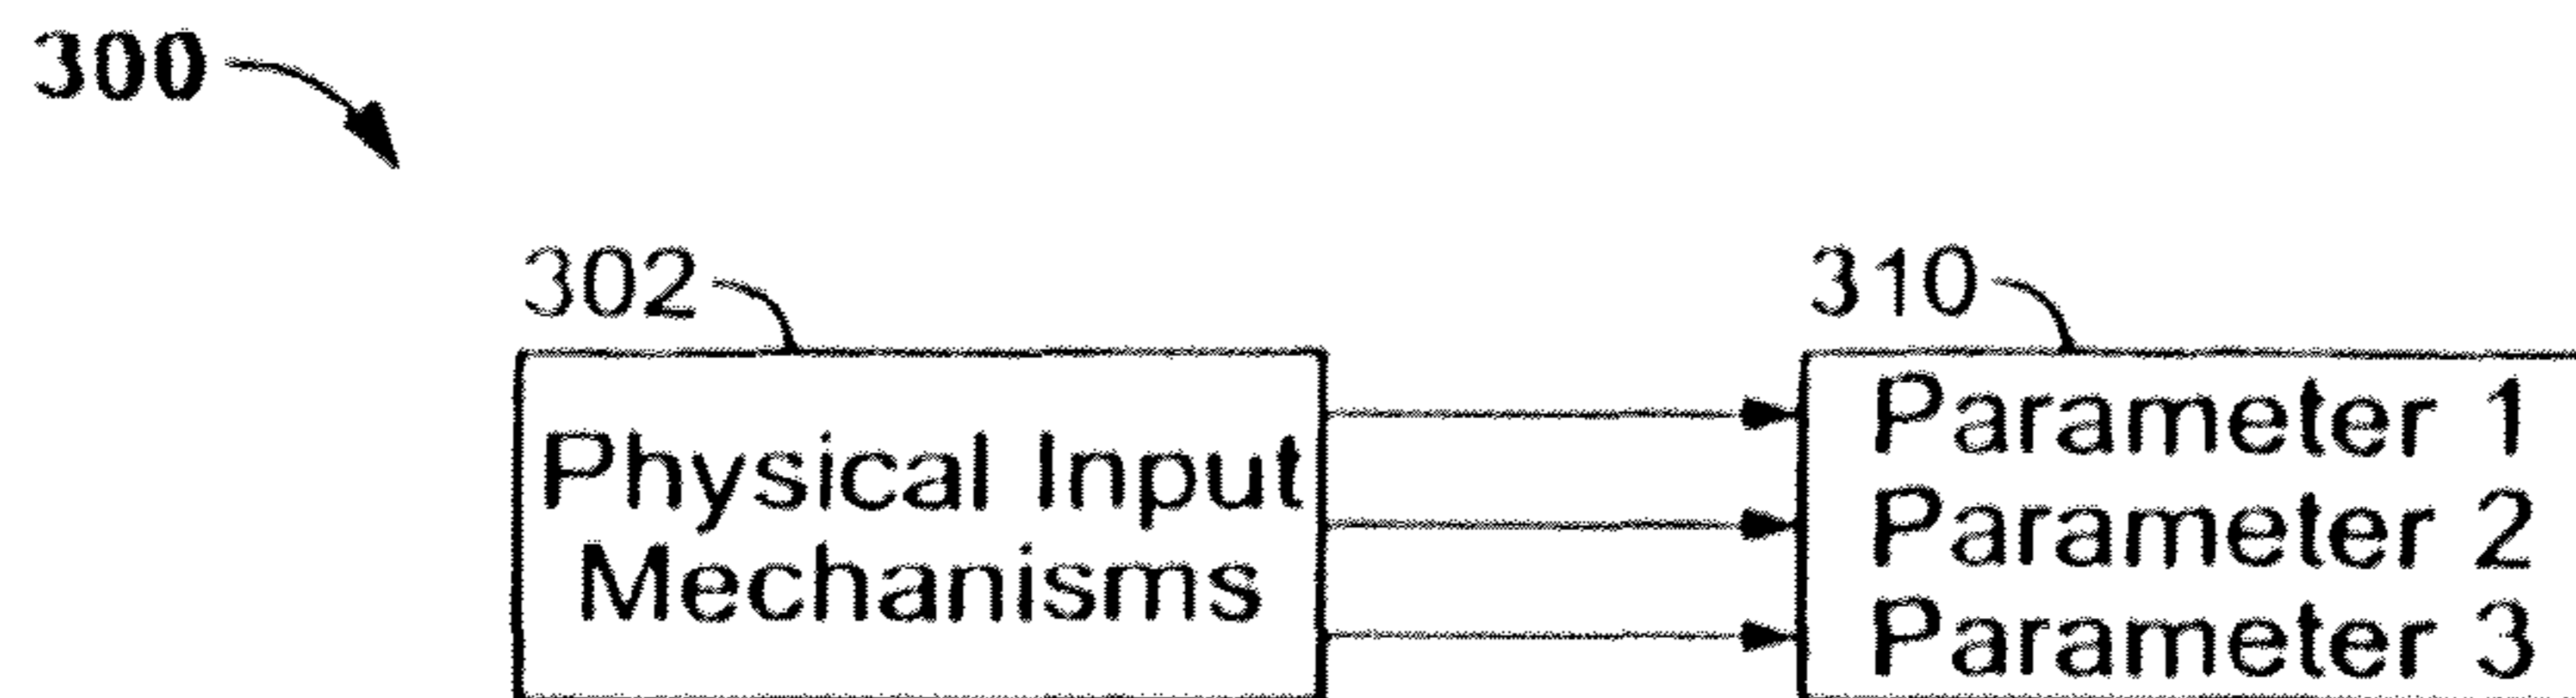 300
302
310
Physical Input
Mechanisms
Parameter 1
Parameter 2
Parameter 3